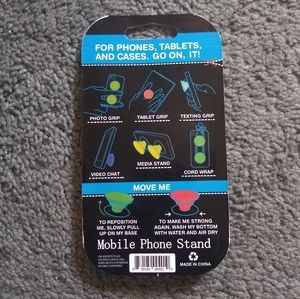 FOR PHONES, TABLETS,
AND CASES. GO ON, IT!
PHOTO GRIP
TABLET GRIP
TEXTING GRIP
VIDEO CHAT
MEDIA STAND
CORD WRAP
MOVE ME
TO REPOSITION
ME, SLOWLY PULL
UP ON MY BASE
TO MAKE ME STRONG
AGAIN, WASH MY BOTTOM
WITH WATER AND AIR DRY
Mobile Phone Stand
MADE IN CHINA